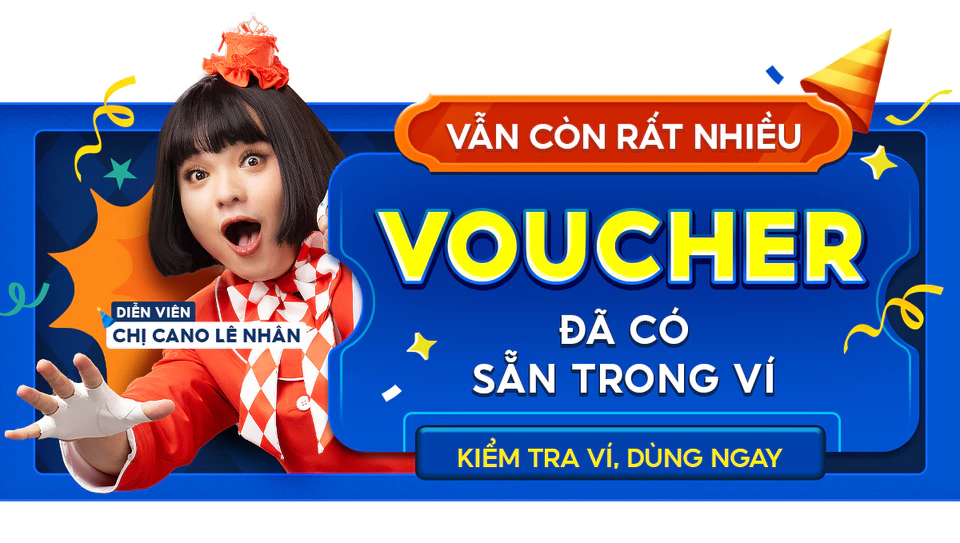 VẪN CÒN RẤT NHIỀU
VOUCHER
ĐÃ CÓ
SẴN TRONG VÍ
KIỂM TRA VÍ, DÙNG NGAY
DIỄN VIÊN
CHỊ CANO LÊ NHÂN